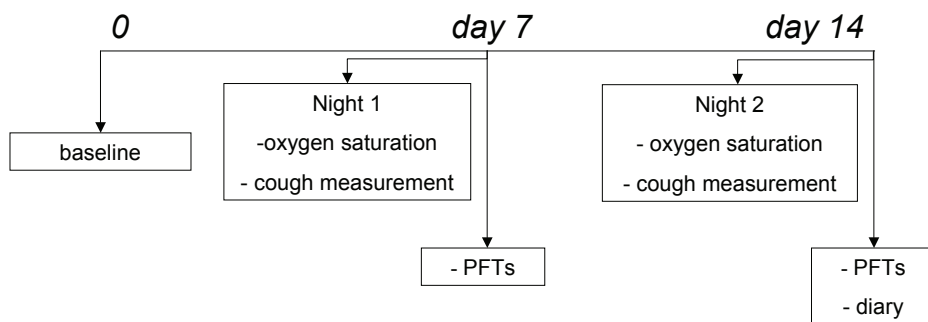 0 day 7 day 14
Night 1
-oxygen saturation
- cough measurement
Night 2
- oxygen saturation
- cough measurement
baseline
- PFTs
- PFTs
- diary